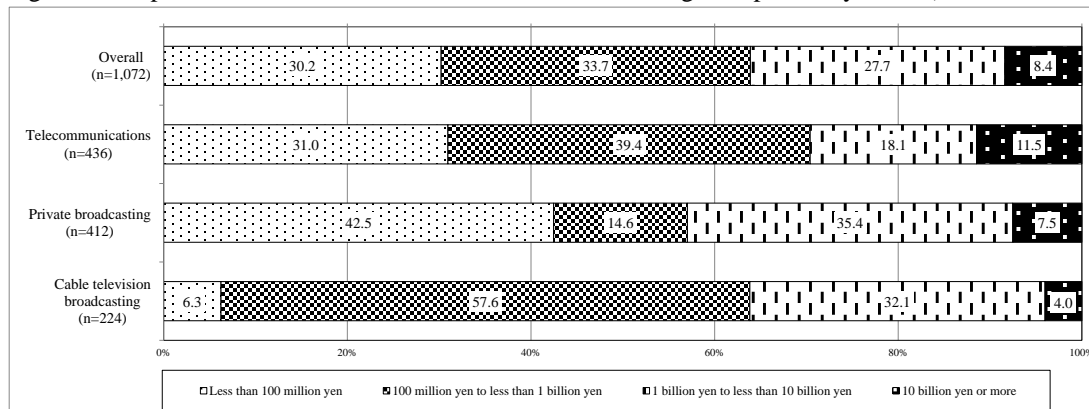 Overall
(n=1,072)
30.2
33.7
27.7
8.4
Telecommunications
(n=436)
31.0
39.4
18.1
11.5
Private broadcasting
(n=412)
42.5
14.6
35.4
7.5
Cable television
broadcasting
(n=224)
6.3
57.6
32.1
4.0
0% 20% 40% 60% 80% 100%
Less than 100 million yen 100 million yen to less than 1 billion yen 1 billion yen to less than 10 billion yen 10 billion yen or more